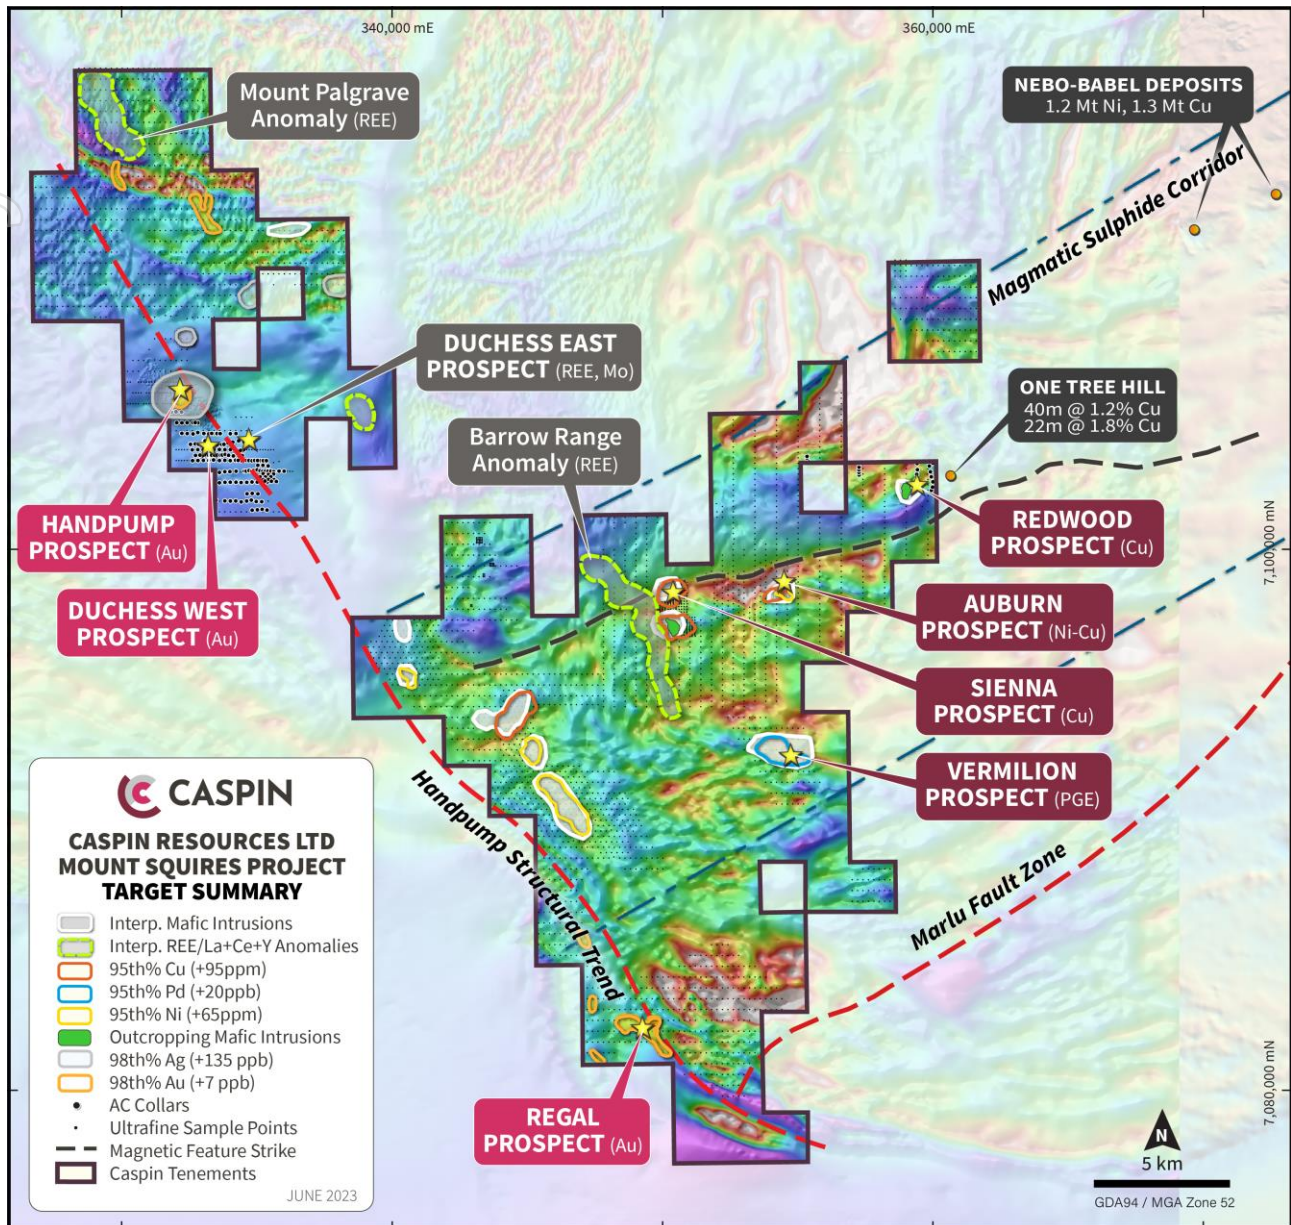 340,000 mE
360,000 mE
Mount Palgrave
Anomaly (REE)
NEBO-BABEL DEPOSITS
1.2 Mt Ni, 1.3 Mt Cu
Magmatic Sulphide Corridor
DUCHESS EAST
PROSPECT (REE, Mo)
ONE TREE HILL
40m @ 1.2% Cu
22m @ 1.8% Cu
Barrow Range
Anomaly (REE)
HANDPUMP
PROSPECT (Au)
REDWOOD
PROSPECT (Cu)
7,100,000 mN
DUCHESS WEST
PROSPECT (Au)
AUBURN
PROSPECT (Ni-Cu)
SIENNA
PROSPECT (Cu)
VERMILION
PROSPECT (PGE)
Handpump Structural Trend
Marlu Fault Zone
CASPIN
CASPIN RESOURCES LTD
MOUNT SQUIRES PROJECT
TARGET SUMMARY
Interp. Mafic Intrusions
Interp. REE/La+Ce+Y Anomalies
95th% Cu (+95ppm)
95th% Pd (+20ppb)
95th% Ni (+65ppm)
Outcropping Mafic Intrusions
98th% Ag (+135 ppb)
98th% Au (+7 ppb)
AC Collars
Ultrafine Sample Points
Magnetic Feature Strike
Caspin Tenements
JUNE 2023
REGAL
PROSPECT (Au)
7,080,000 mN
N
5 km
GDA94 / MGA Zone 52